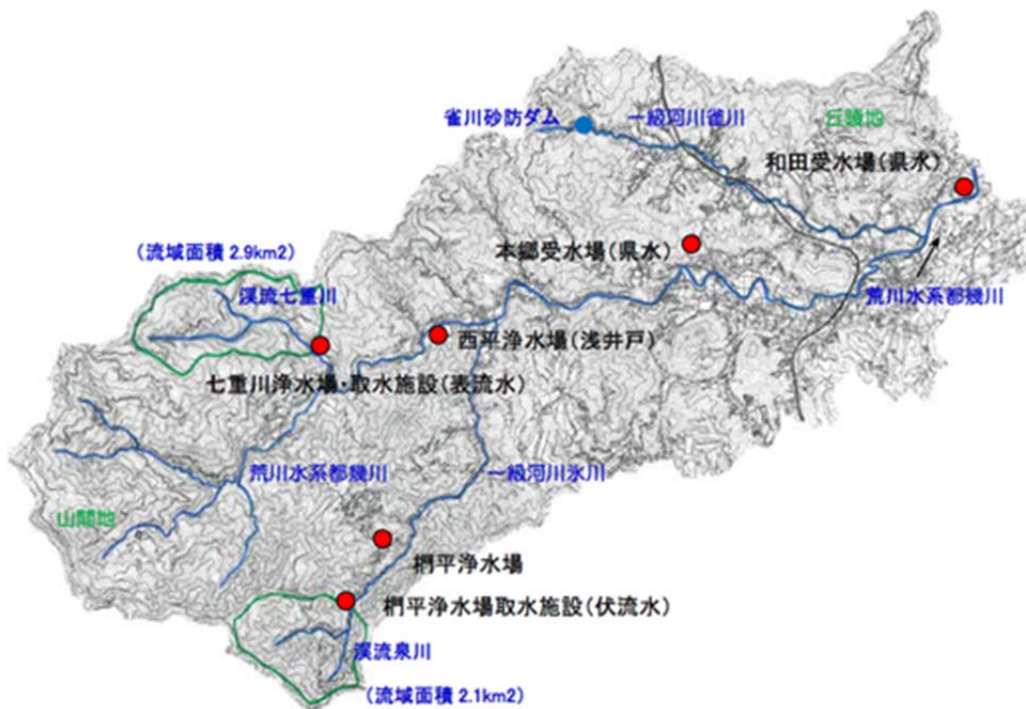 雀川砂防ダム
一級河川雀川
丘陵地
和田受水場(県水)
本郷受水場(県水)
(流域面積 2.9km2)
渓流七重川
荒川水系都幾川
西平浄水場(浅井戸)
七重川浄水場・取水施設(表流水)
荒川水系都幾川
一級河川氷川
山間地
椚平浄水場
椚平浄水場取水施設(伏流水)
渓流泉川
(流域面積 2.1km2)